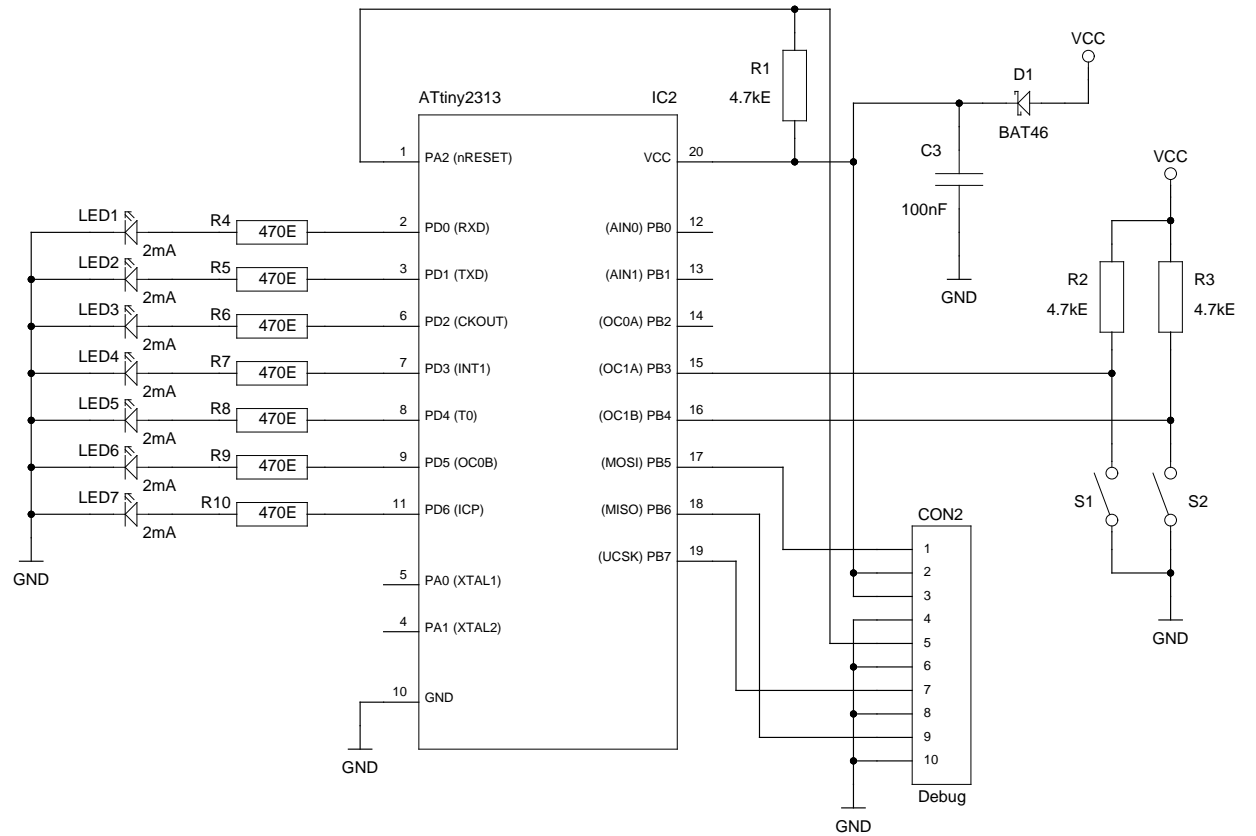 VCC
R1
4.7kE
D1
BAT46
ATtiny2313
IC2
C3
100nF
GND
VCC
R2
4.7kE
R3
4.7kE
1
PA2 (nRESET)
VCC
20
LED1
2mA
R4
470E
2
PD0 (RXD)
(AIN0) PB0
12
LED2
2mA
R5
470E
3
PD1 (TXD)
(AIN1) PB1
13
LED3
2mA
R6
470E
6
PD2 (CKOUT)
(OC0A) PB2
14
LED4
2mA
R7
470E
7
PD3 (INT1)
(OC1A) PB3
15
LED5
2mA
R8
470E
8
PD4 (T0)
(OC1B) PB4
16
LED6
2mA
R9
470E
9
PD5 (OC0B)
(MOSI) PB5
17
LED7
2mA
R10
470E
11
PD6 (ICP)
(MISO) PB6
18
(UCSK) PB7
19
GND
5
PA0 (XTAL1)
4
PA1 (XTAL2)
10
GND
GND
S1
S2
GND
CON2
1
2
3
4
5
6
7
8
9
10
Debug
GND